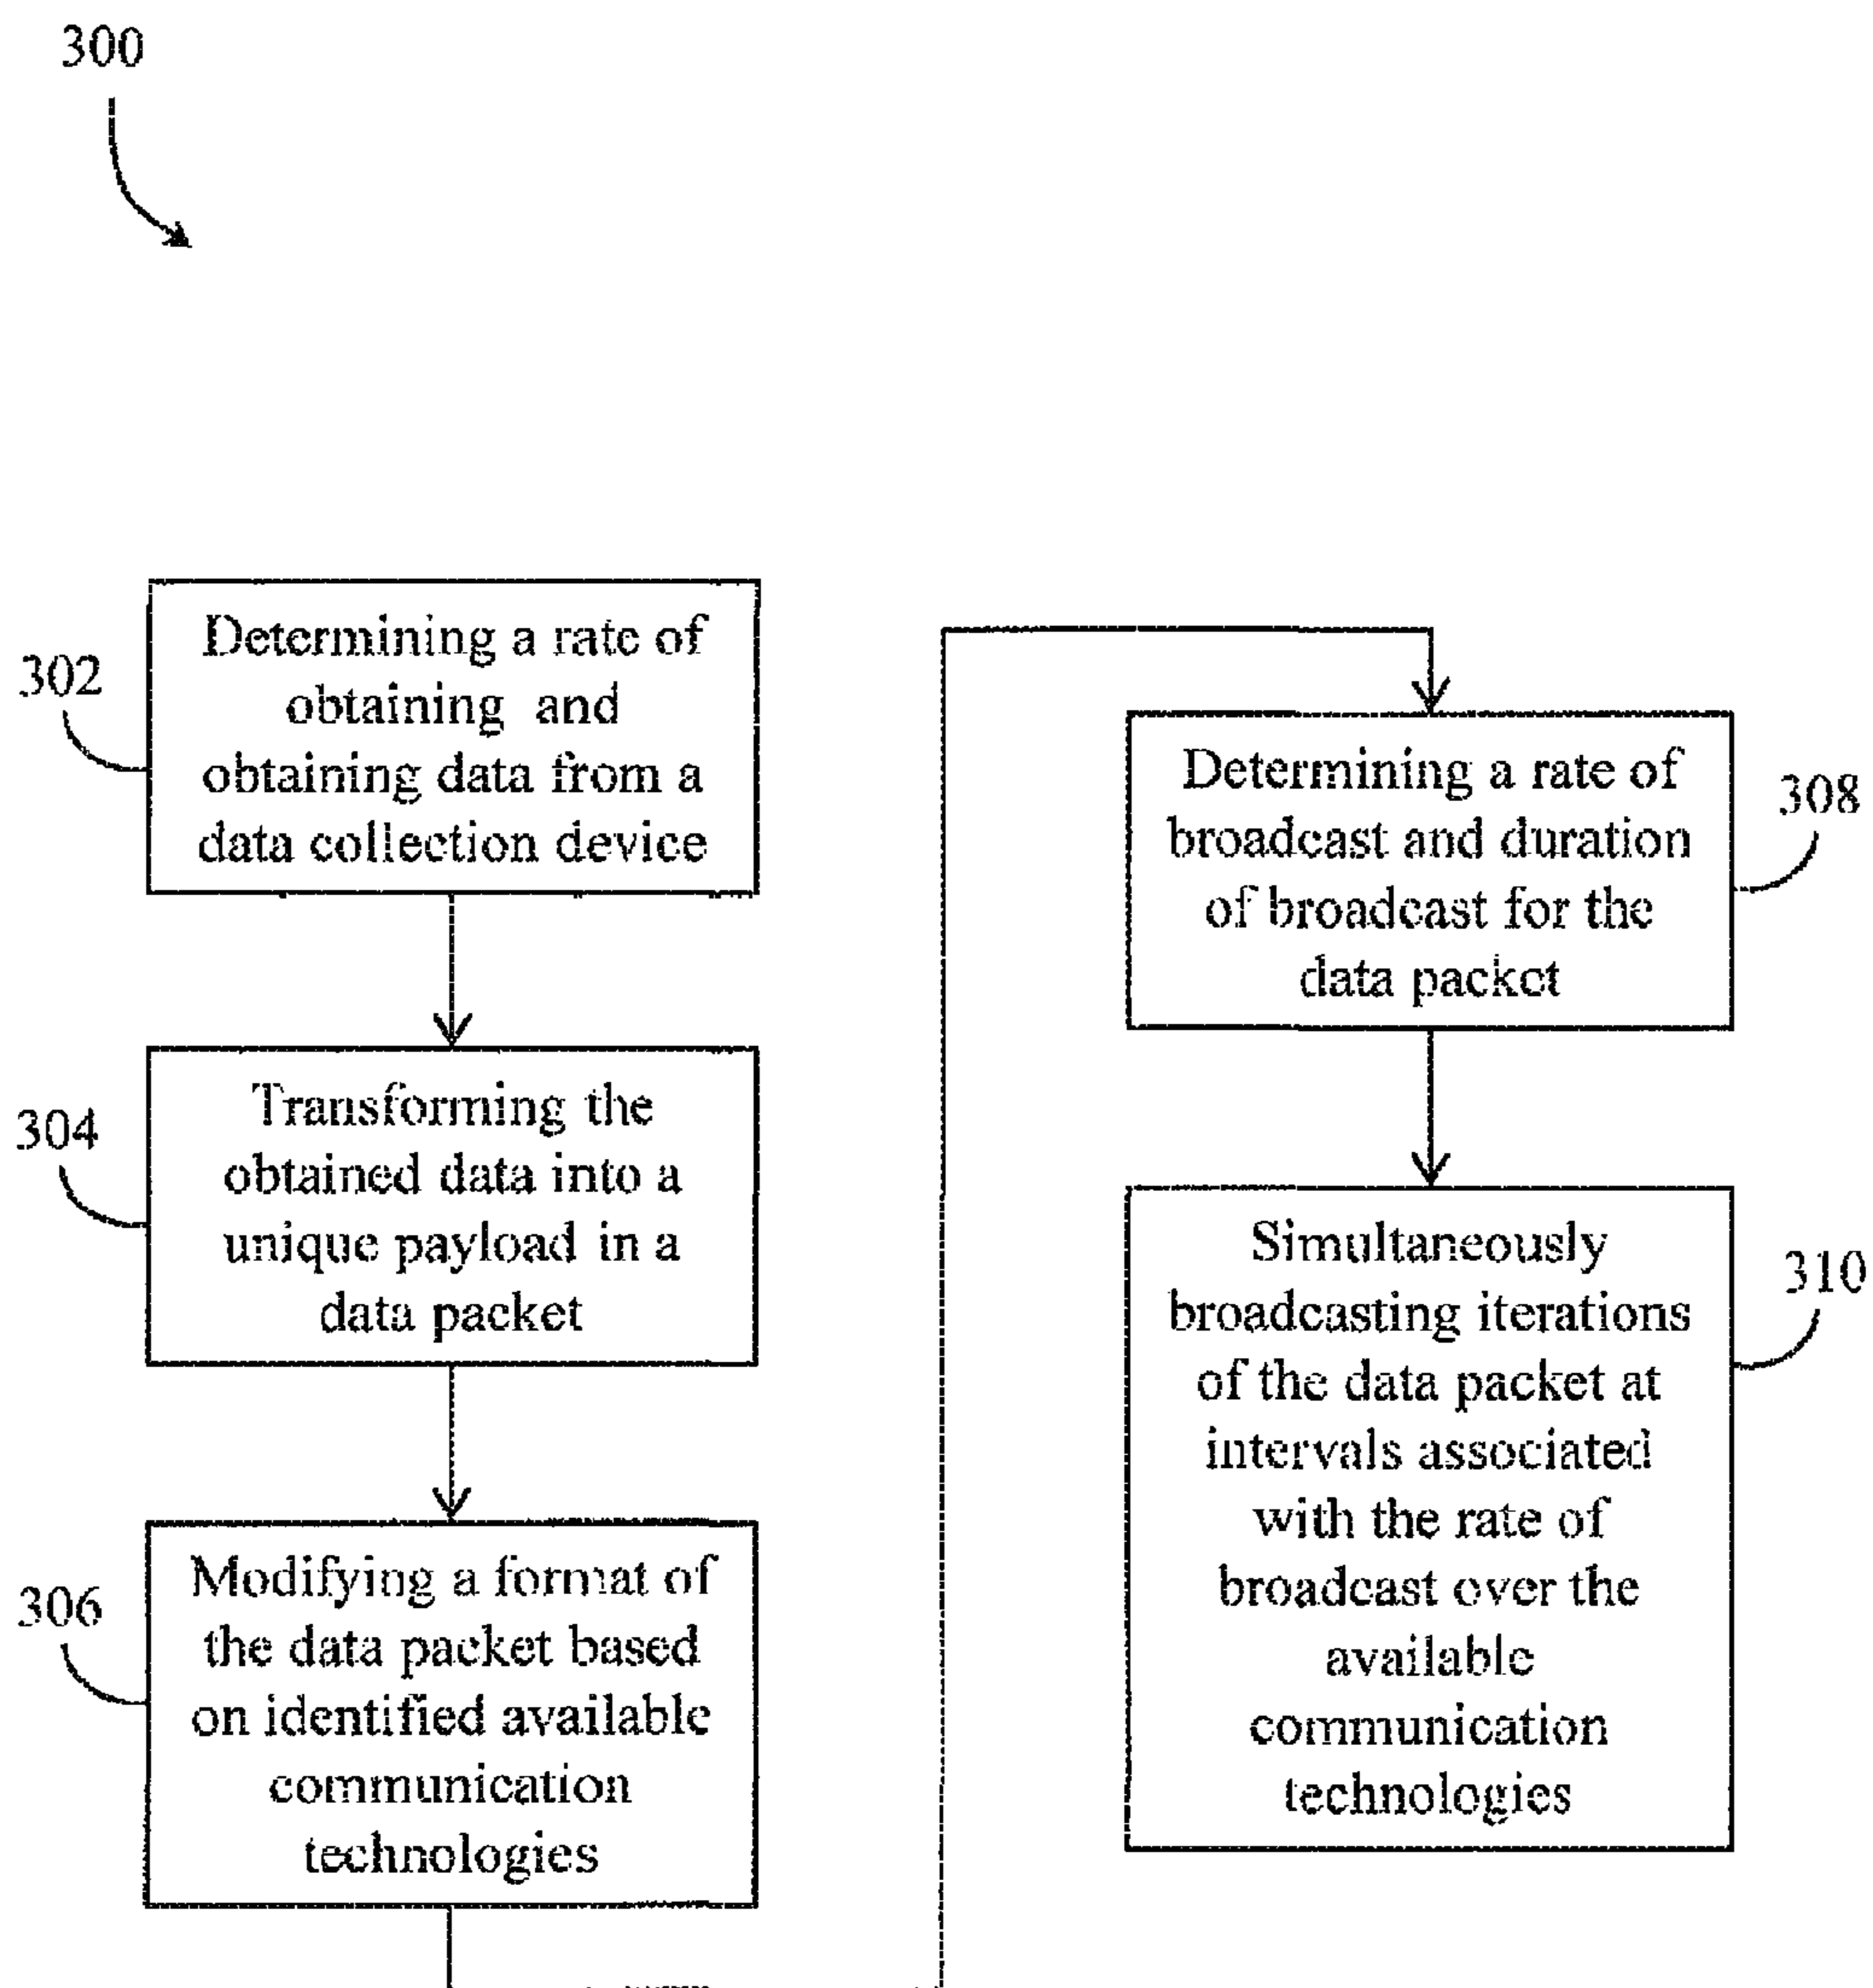 300
302
Determining a rate of
obtaining and
obtaining data from a
data collection device
304
Transforming the
obtained data into a
unique payload in a
data packet
306
Modifying a format of
the data packet based
on identified available
communication
technologies
308
Determining a rate of
broadcast and duration
of broadcast for the
data packet
310
Simultaneously
broadcasting iterations
of the data packet at
intervals associated
with the rate of
broadcast over the
available
communication
technologies